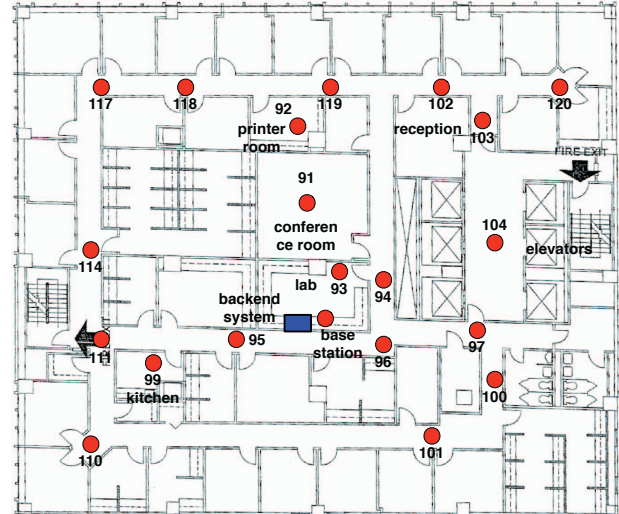 117
118
119
102
120
92
printer
room
reception
103
FIRE EXIT
91
conferen
ce room
104
elevators
114
lab
93
94
backend
system
base
station
111
95
96
97
99
kitchen
100
110
101